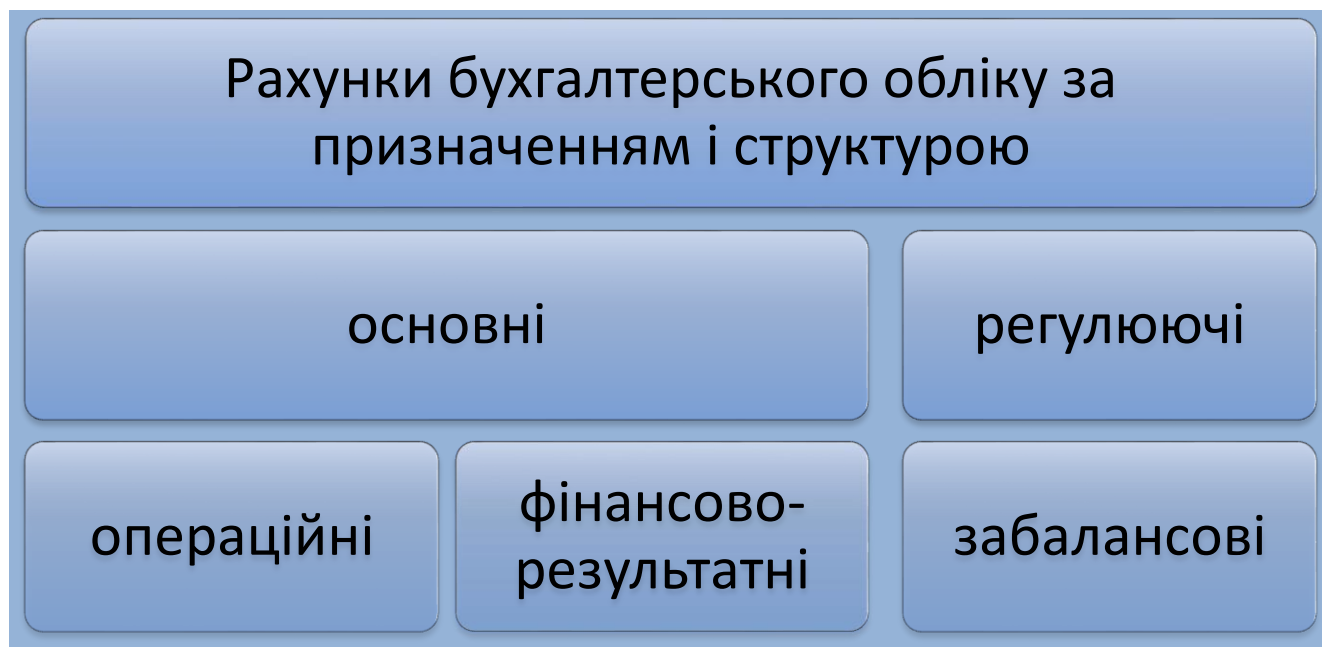 Рахунки бухгалтерського обліку за
призначенням і структурою
основні
регулюючі
операційні
фінансово-
результатні
забалансові